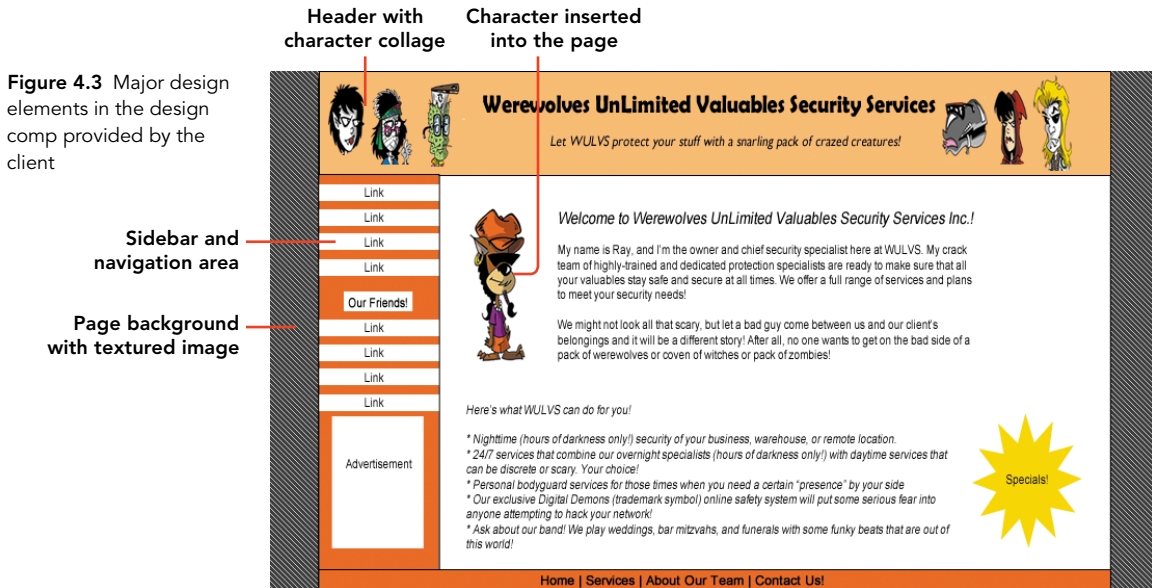 Header with
character collage
Character inserted
into the page
Figure 4.3 Major design
elements in the design
comp provided by the
client
Sidebar and
navigation area
Page background
with textured image
Werewolves UnLimited Valuables Security Services
Let WULVS protect your stuff with a snarling pack of crazed creatures!
Link
Link
Link
Link
Our Friends!
Link
Link
Link
Link
Advertisement
Welcome to Werewolves UnLimited Valuables Security Services Inc.!
My name is Ray, and I'm the owner and chief security specialist here at WULVS. My crack
team of highly-trained and dedicated protection specialists are ready to make sure that all
your valuables stay safe and secure at all times. We offer a full range of services and plans
to meet your security needs!
We might not look all that scary, but let a bad guy come between us and our client's
belongings and it will be a different story! After all, no one wants to get on the bad side of a
pack of werewolves or coven of witches or pack of zombies!
Here's what WULVS can do for you!
* Nighttime (hours of darkness only!) security of your business, warehouse, or remote location.
* 24/7 services that combine our overnight specialists (hours of darkness only!) with daytime services that
can be discrete or scary. Your choice!
* Personal bodyguard services for those times when you need a certain "presence" by your side
* Our exclusive Digital Demons (trademark symbol) online safety system will put some serious fear into
anyone attempting to hack your network!
* Ask about our band! We play weddings, bar mitzvahs, and funerals with some funky beats that are out of
this world!
Specials!
Home | Services | About Our Team | Contact Us!